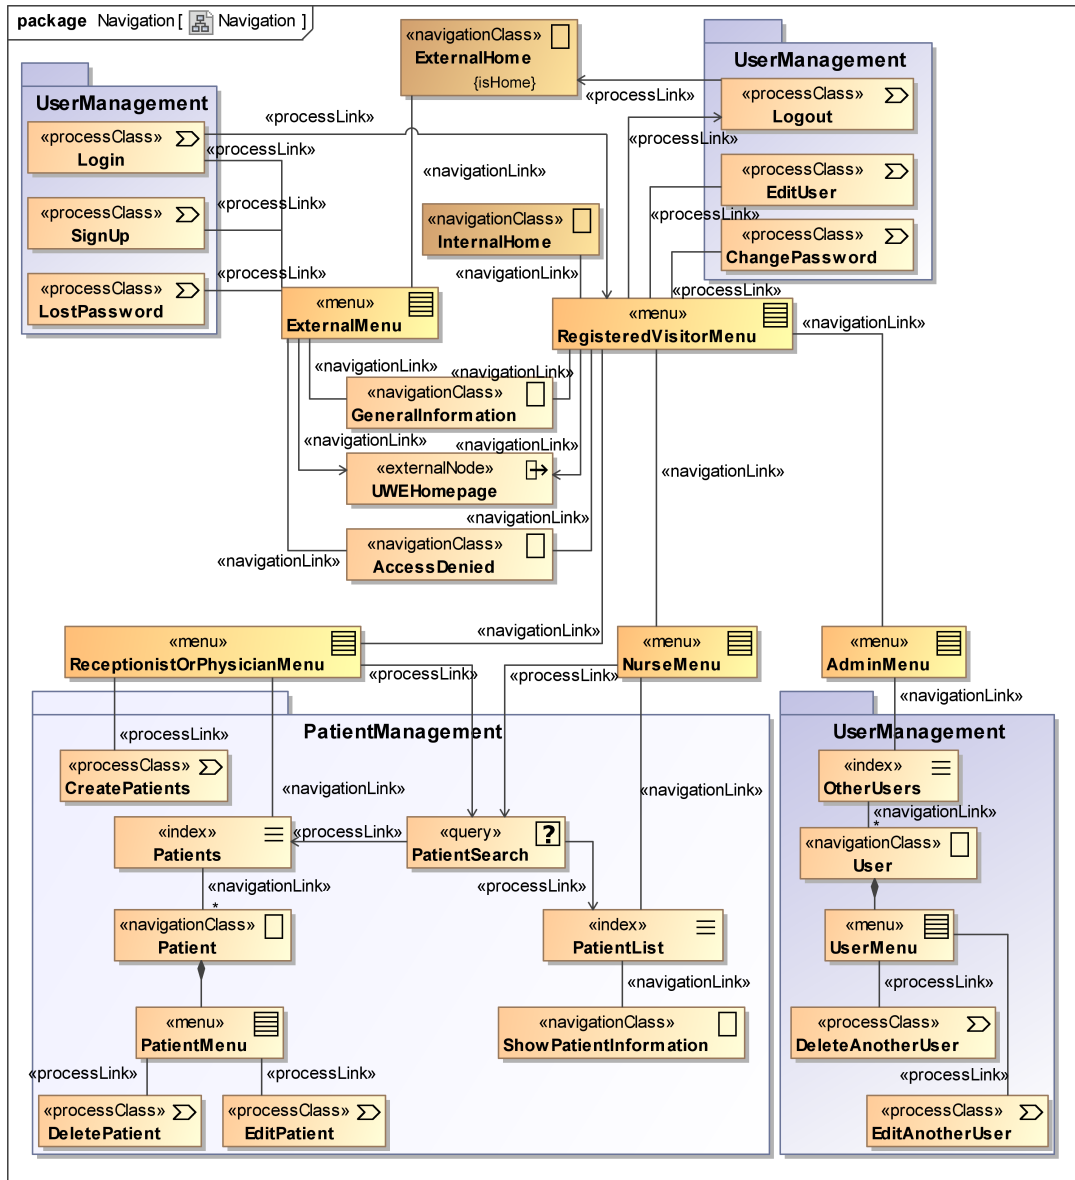 package Navigation [ Navigation ]
«navigationClass»
ExternalHome
{isHome}
UserManagement
«processClass»
Logout
«processClass»
EditUser
«processClass»
ChangePassword
UserManagement
«processClass»
Login
«processClass»
SignUp
«processClass»
LostPassword
«processLink»
«processLink»
«processLink»
«processLink»
«processLink»
«processLink»
«processLink»
«processLink»
«navigationLink»
«navigationClass»
InternalHome
«navigationLink»
«menu»
ExternalMenu
«menu»
RegisteredVisitorMenu
«navigationLink»
«navigationLink»
«navigationLink»
«navigationClass»
GeneralInformation
«navigationLink»
«navigationLink»
«externalNode»
UWEHomepage
«navigationLink»
«navigationLink»
«navigationClass»
AccessDenied
«navigationLink»
«navigationLink»
«menu»
ReceptionistOrPhysicianMenu
«menu»
NurseMenu
«menu»
AdminMenu
«processLink»
«processLink»
«navigationLink»
PatientManagement
«processLink»
«processClass»
CreatePatients
«navigationLink»
«navigationLink»
«index»
Patients
«processLink»
«query»
PatientSearch
?
«processLink»
«navigationLink»
*
«navigationClass»
Patient
«index»
PatientList
«navigationLink»
«menu»
PatientMenu
«navigationClass»
ShowPatientInformation
«processLink»
«processLink»
«processClass»
DeletePatient
«processClass»
EditPatient
UserManagement
«index»
OtherUsers
«navigationLink»
*
«navigationClass»
User
«menu»
UserMenu
«processLink»
«processClass»
DeleteAnotherUser
«processLink»
«processClass»
EditAnotherUser